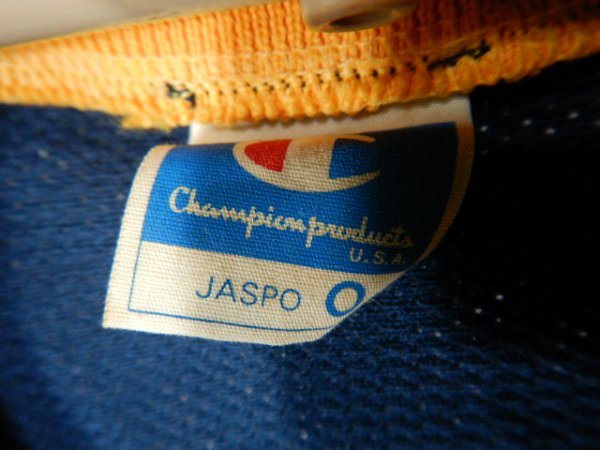 Champion products
U.S.A.
JASPO O